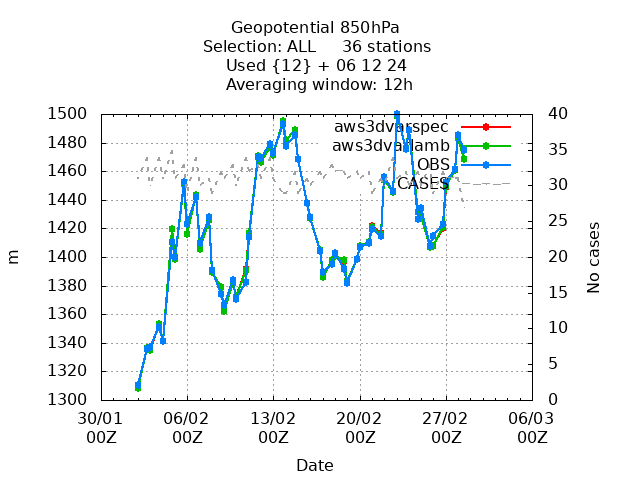 Geopotential 850hPa
Selection: ALL 36 stations
Used {12} + 06 12 24
Averaging window: 12h
1500
1480
1460
1440
1420
1400
1380
1360
1340
1320
1300
m
40
35
30
25
20
15
10
5
0
No cases
aws3dvarspec
aws3dvarlamb
OBS
CASES
30/01 06/02 13/02 20/02 27/02 06/03
00Z 00Z 00Z 00Z 00Z 00Z
Date